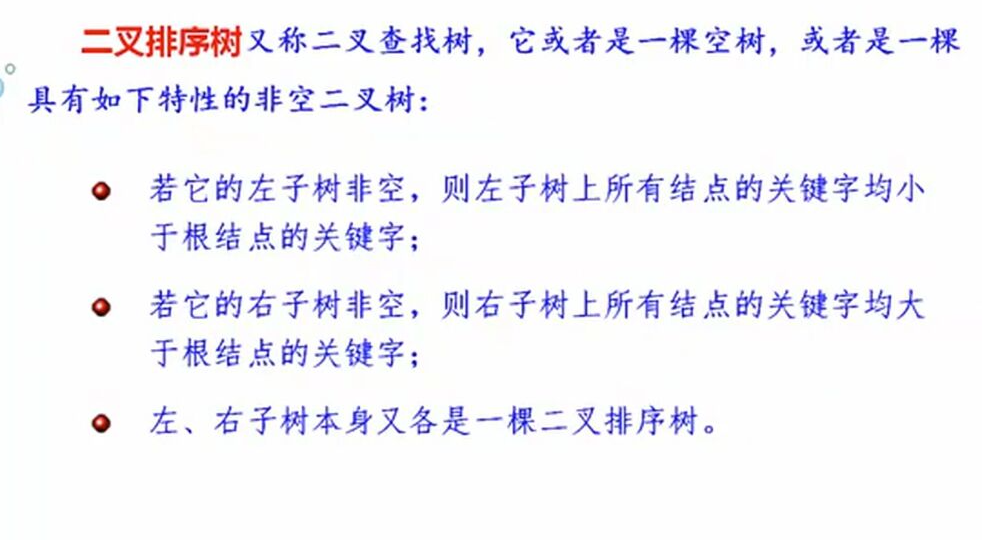 二叉排序树又称二叉查找树，它或者是一棵空树，或者是一棵
具有如下特性的非空二叉树：
若它的左子树非空，则左子树上所有结点的关键字均小
于根结点的关键字；
若它的右子树非空，则右子树上所有结点的关键字均大
于根结点的关键字；
左、右子树本身又各是一棵二叉排序树。